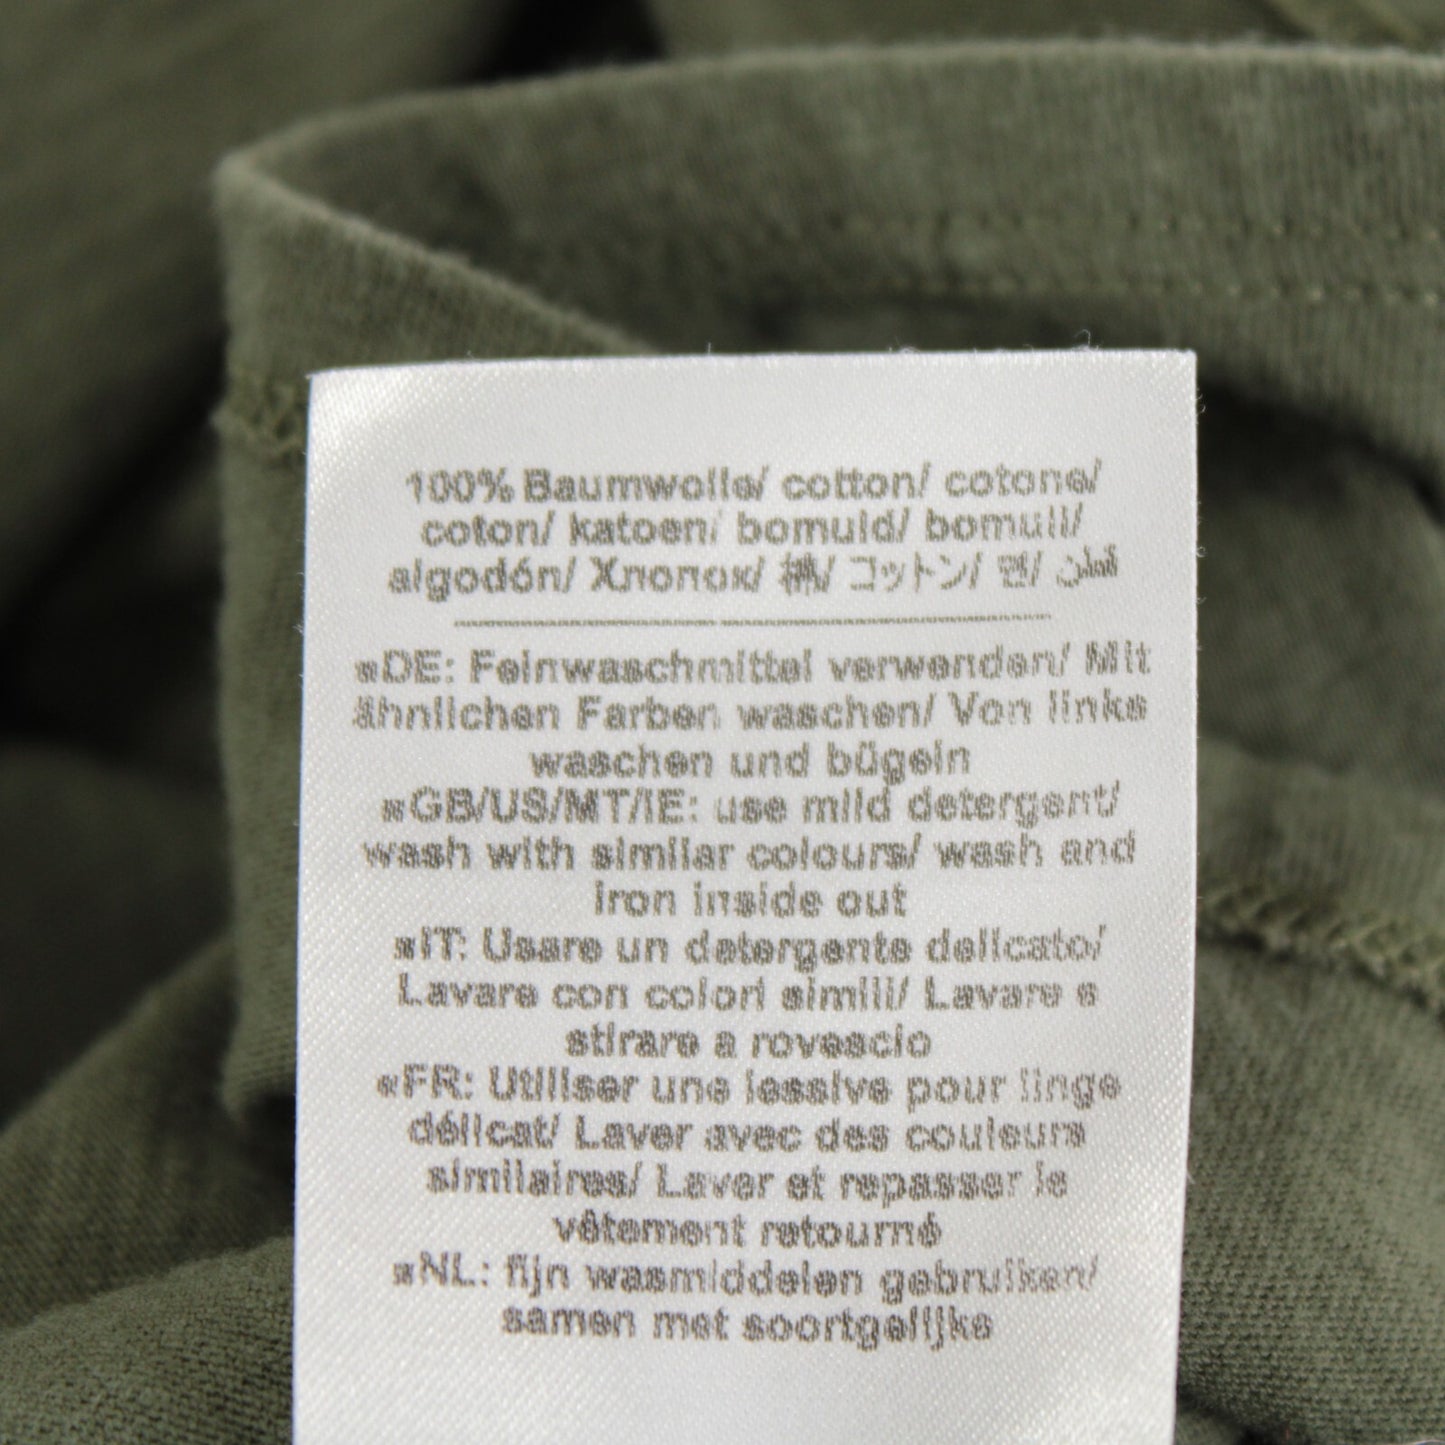 100% Baumwolle/ cotton/ cotone/
coton/ katoen/ bomuld/ bomull/
algodón/ Хлопок/ 棉/ コットン/ 면/ قطن
DE: Feinwaschmittel verwenden/ Mit
ähnlichen Farben waschen/ Von links
waschen und bügeln
GB/US/MT/IE: use mild detergent/
wash with similar colours/ wash and
iron inside out
IT: Usare un detergente delicato/
Lavare con colori simili/ Lavare e
stirare a rovescio
FR: Utiliser une lessive pour linge
délicat/ Laver avec des couleurs
similaires/ Laver et repasser le
vêtement retourné
NL: fijn wasmiddelen gebruiken/
samen met soortgelijke